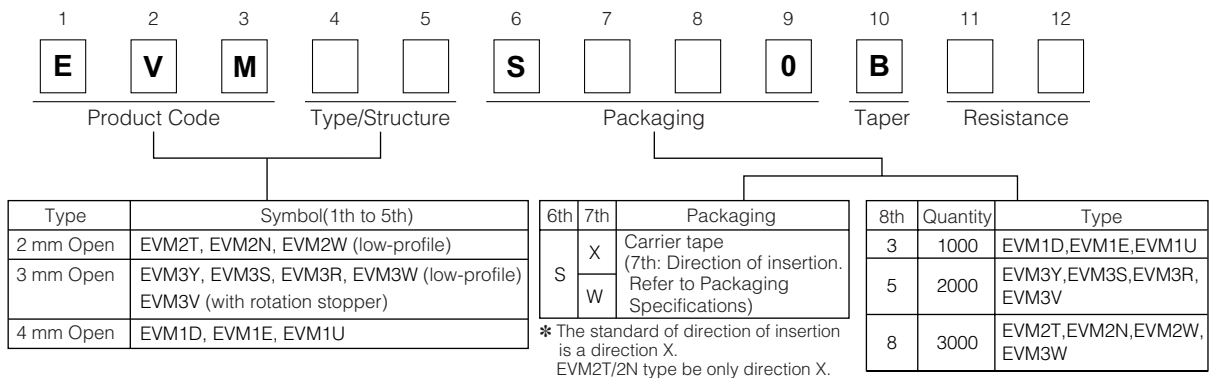 1 2 3 4 5 6 7 8 9 10 11 12
E V M S 0 B
Product Code Type/Structure Packaging Taper Resistance
Type Symbol(1th to 5th)
2 mm Open EVM2T, EVM2N, EVM2W (low-profile)
3 mm Open EVM3Y, EVM3S, EVM3R, EVM3W (low-profile)
EVM3V (with rotation stopper)
4 mm Open EVM1D, EVM1E, EVM1U
6th 7th Packaging
S X W
Carrier tape
(7th: Direction of insertion.
Refer to Packaging
Specifications)
✻ The standard of direction of insertion
is a direction X.
EVM2T/2N type be only direction X.
8th Quantity Type
3 1000 EVM1D,EVM1E,EVM1U
5 2000 EVM3Y,EVM3S,EVM3R,
EVM3V
8 3000 EVM2T,EVM2N,EVM2W,
EVM3W